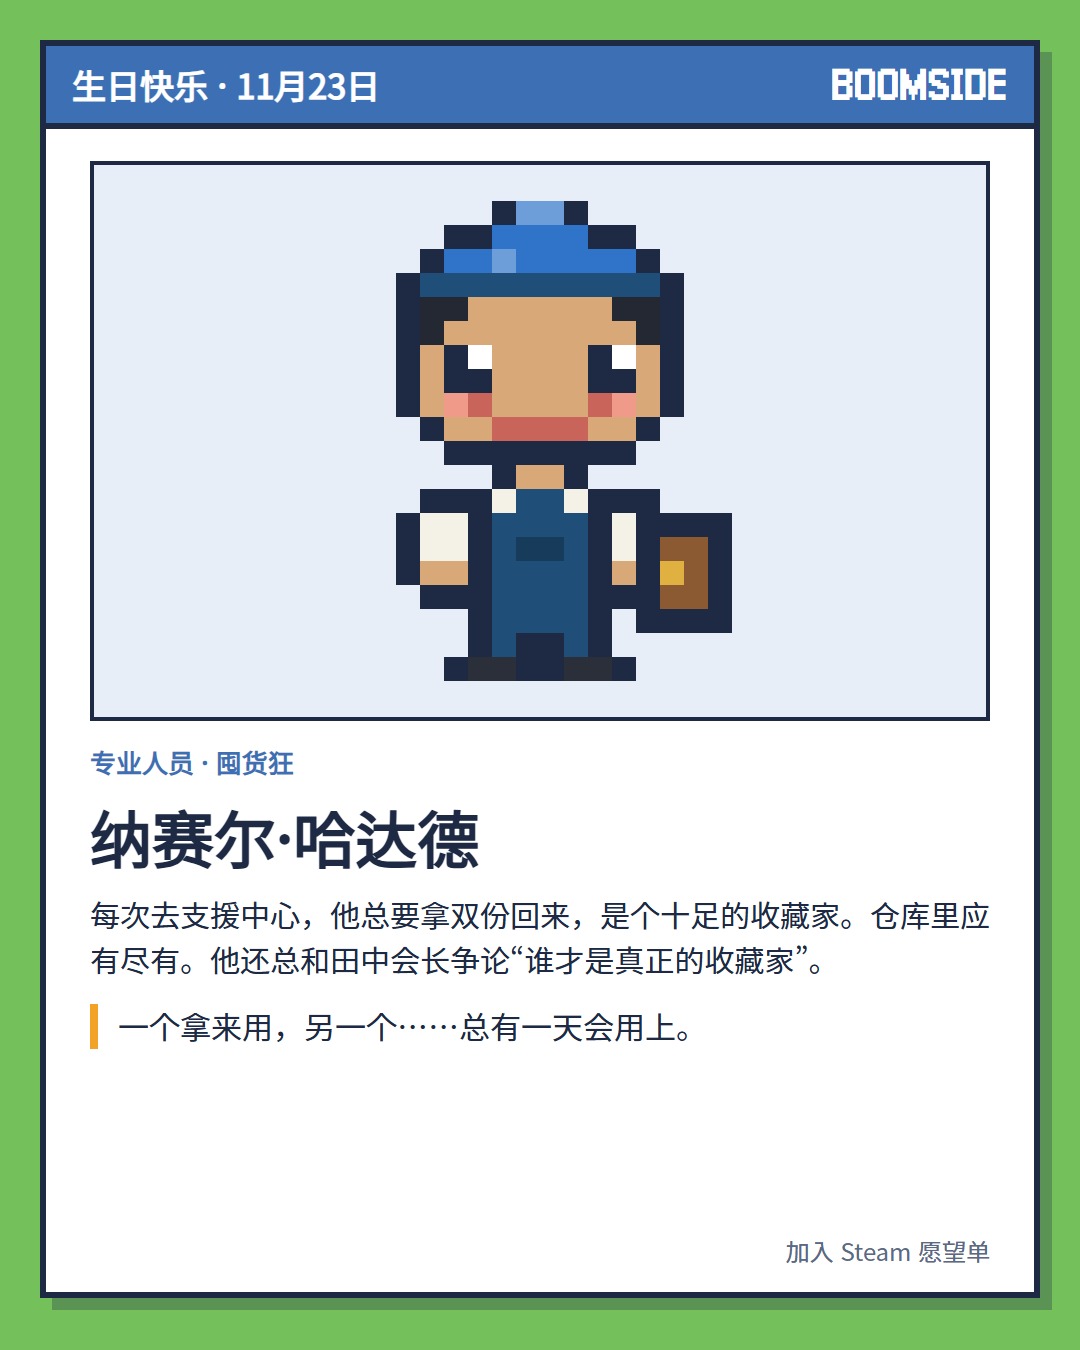 生日快乐 · 11月23日
BOOMSIDE
专业人员 · 囤货狂
纳赛尔·哈达德
每次去支援中心，他总要拿双份回来，是个十足的收藏家。仓库里应
有尽有。他还总和田中会长争论“谁才是真正的收藏家”。
一个拿来用，另一个……总有一天会用上。
加入 Steam 愿望单